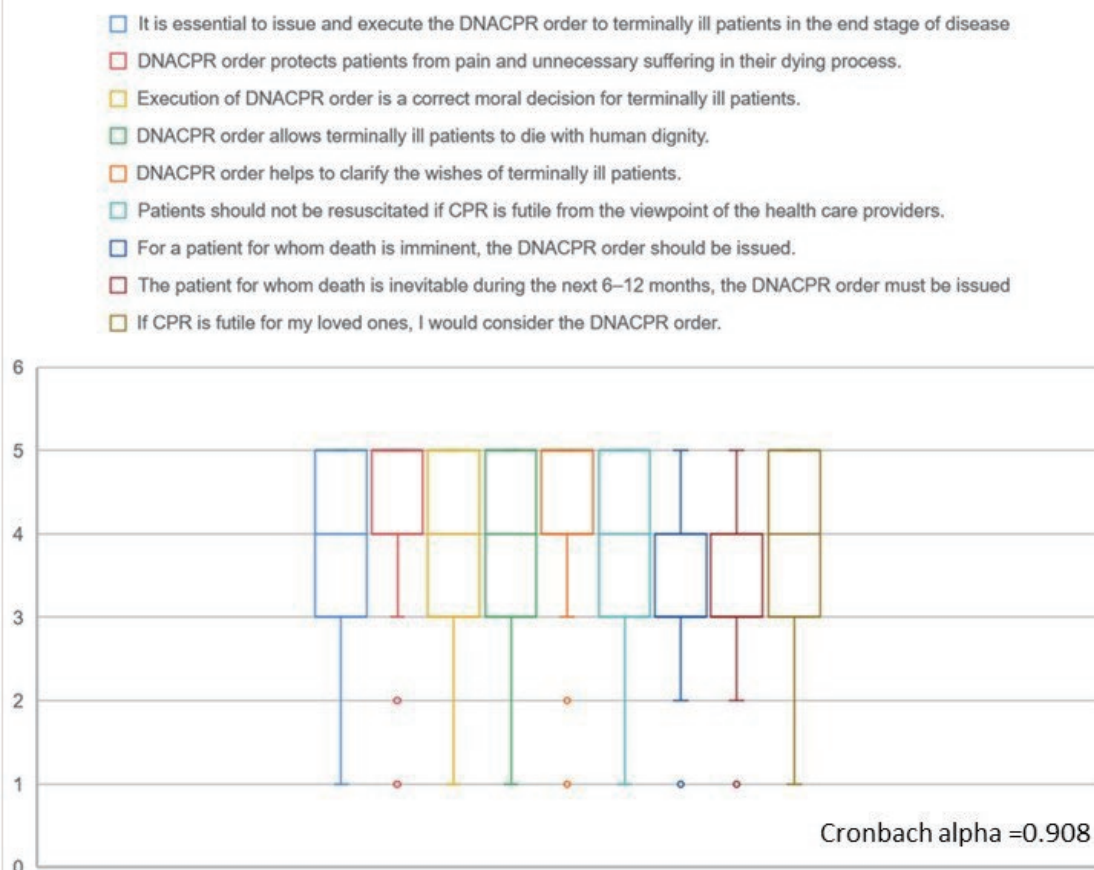 It is essential to issue and execute the DNACPR order to terminally ill patients in the end stage of disease
DNACPR order protects patients from pain and unnecessary suffering in their dying process.
Execution of DNACPR order is a correct moral decision for terminally ill patients.
DNACPR order allows terminally ill patients to die with human dignity.
DNACPR order helps to clarify the wishes of terminally ill patients.
Patients should not be resuscitated if CPR is futile from the viewpoint of the health care providers.
For a patient for whom death is imminent, the DNACPR order should be issued.
The patient for whom death is inevitable during the next 6–12 months, the DNACPR order must be issued
If CPR is futile for my loved ones, I would consider the DNACPR order.
6
5
4
3
2
1
Cronbach alpha =0.908
0